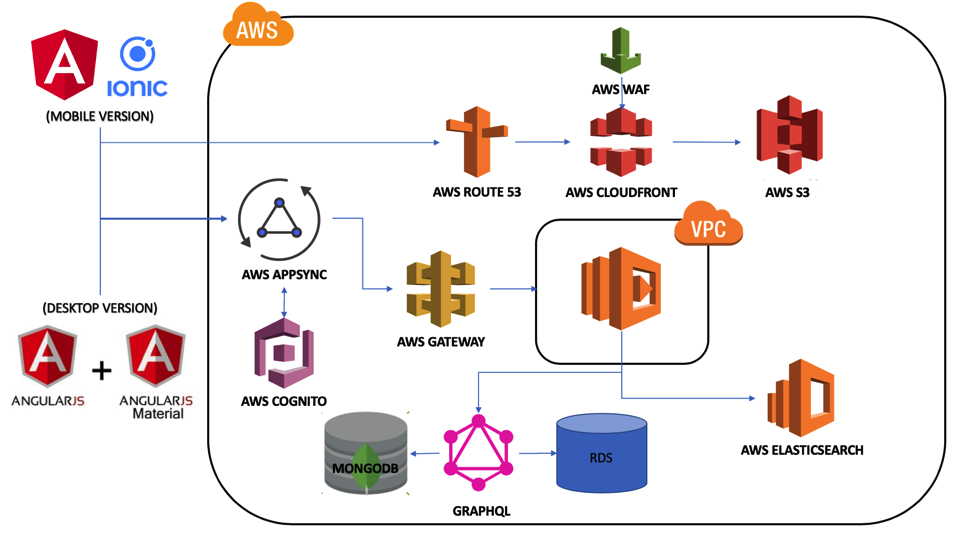 AWS
IONIC
(MOBILE VERSION)
AWS WAF
AWS ROUTE 53
AWS CLOUDFRONT
AWS S3
VPC
AWS APPSYNC
(DESKTOP VERSION)
AWS GATEWAY
A
A
A
+
ANGULARJS
ANGULARJS
Material
AWS COGNITO
MONGODB
RDS
AWS ELASTICSEARCH
GRAPHQL